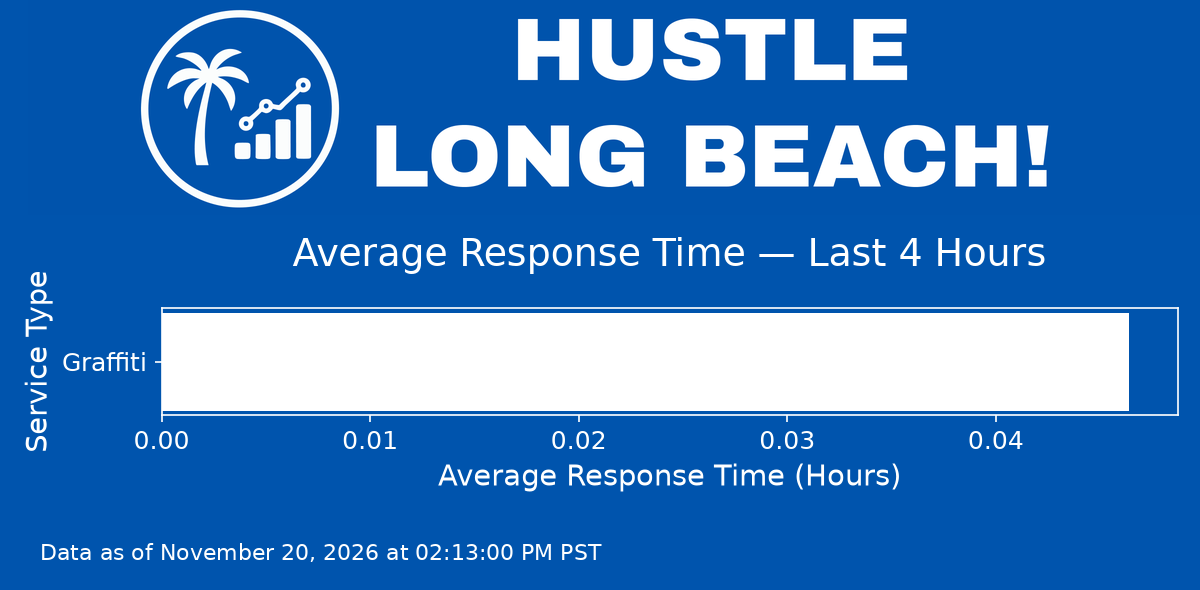 HUSTLE
LONG BEACH!
Average Response Time — Last 4 Hours
Service Type
Graffiti
0.00 0.01 0.02 0.03 0.04
Average Response Time (Hours)
Data as of November 20, 2026 at 02:13:00 PM PST